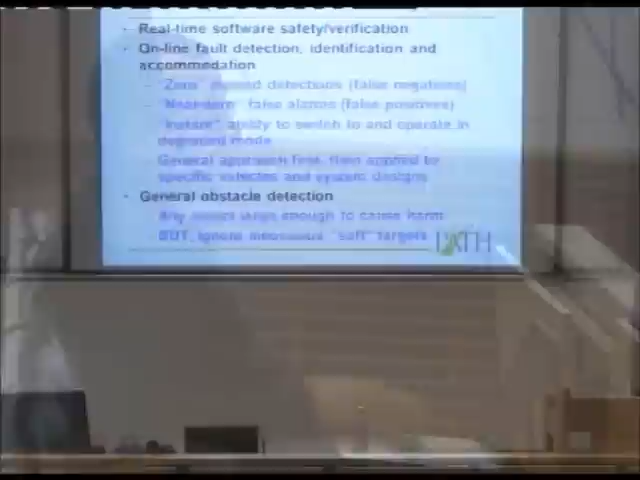 - Real-time software safety/verification
- On-line fault detection, identification and
accommodation
– "Zero" missed detections (false negatives)
– "Near-zero" false alarms (false positives)
– "Instant" ability to switch to and operate in
degraded mode
General approach first, then applied to
specific vehicles and system designs
- General obstacle detection
Any object large enough to cause harm
BUT, ignore innocuous "soft" targets
PATH